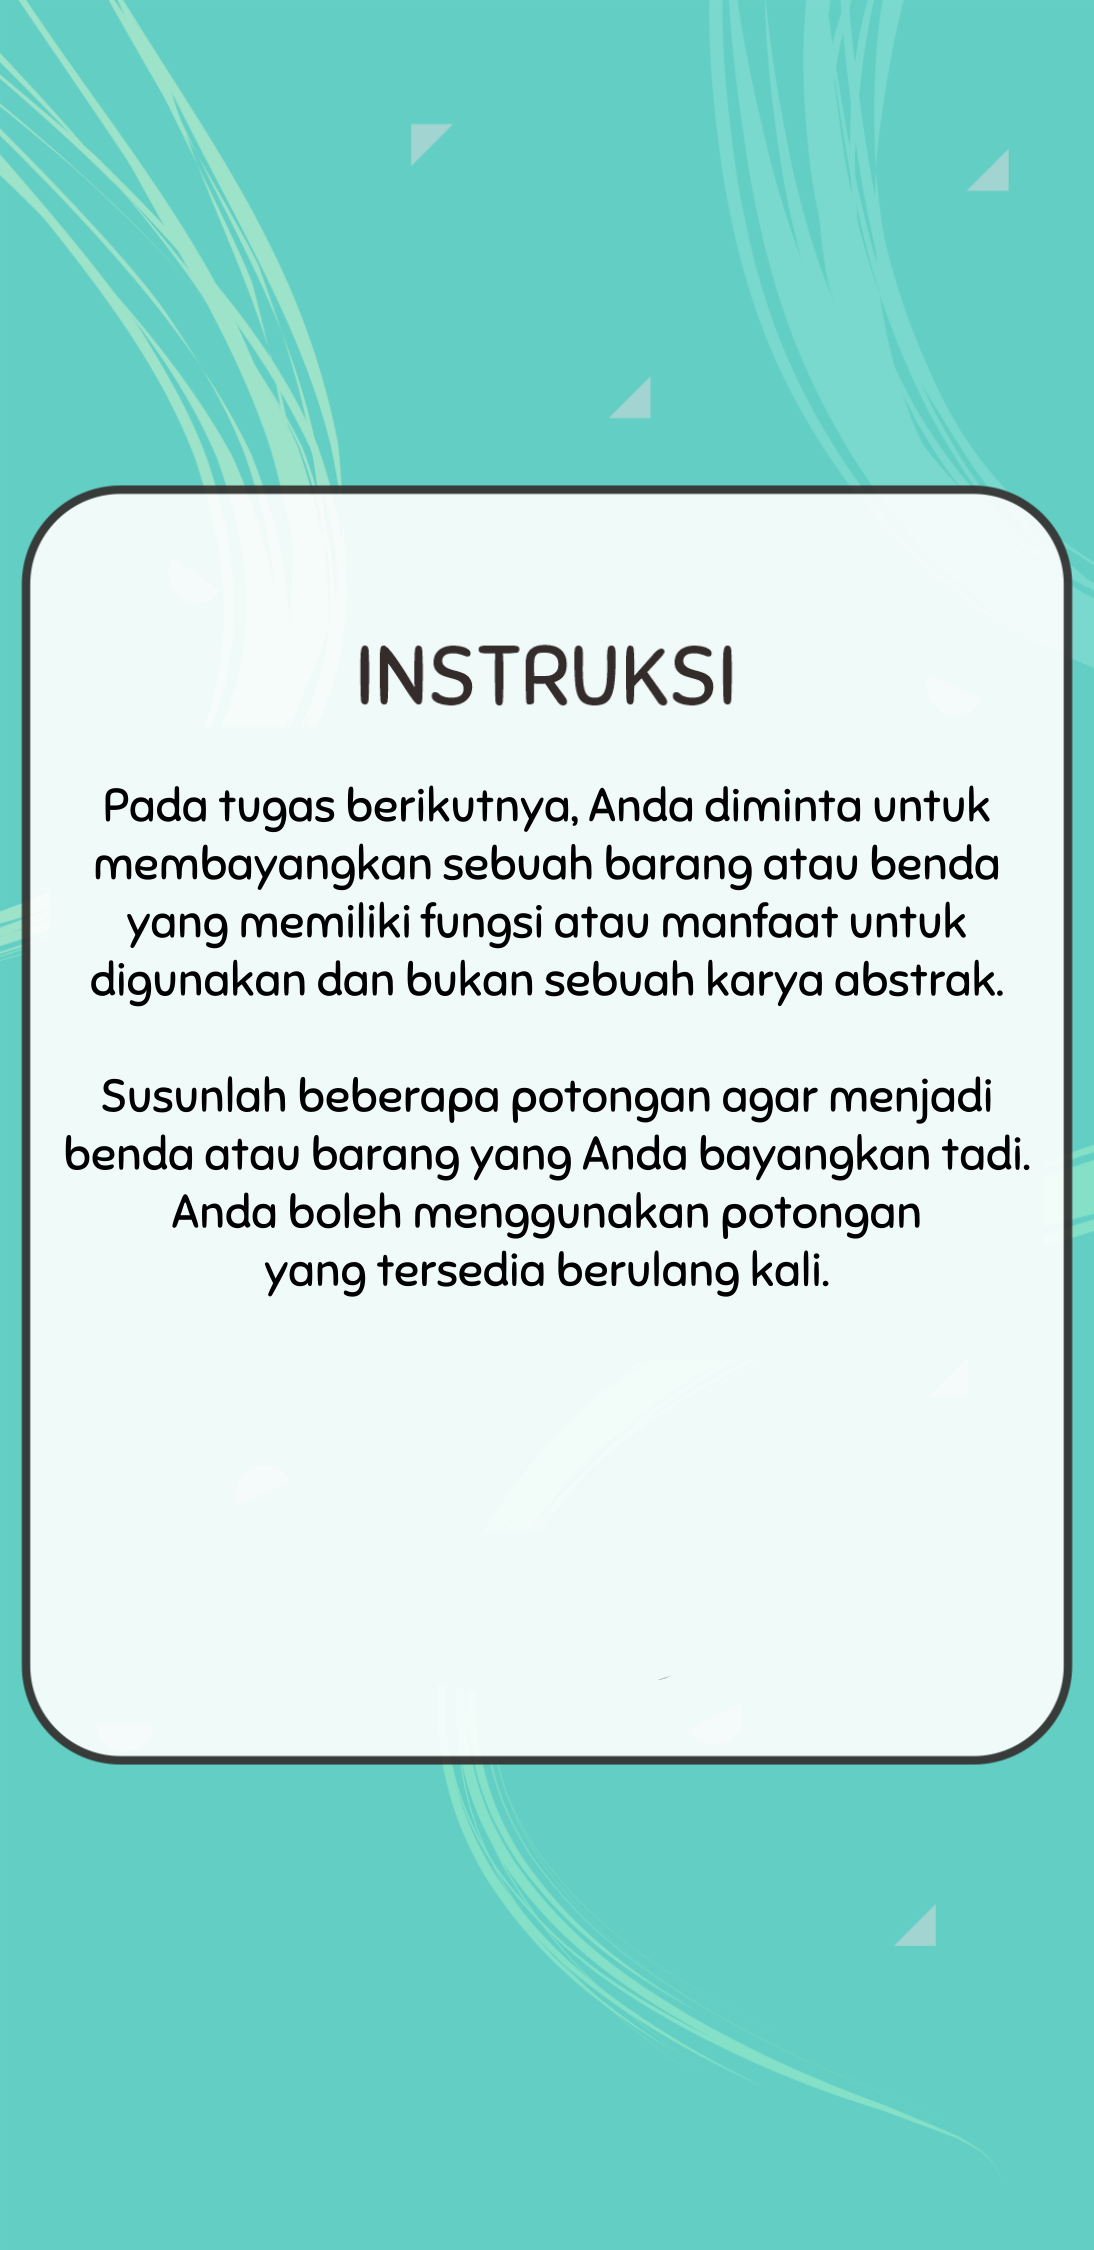 INSTRUKSI
Pada tugas berikutnya, Anda diminta untuk
membayangkan sebuah barang atau benda
yang memiliki fungsi atau manfaat untuk
digunakan dan bukan sebuah karya abstrak.
Susunlah beberapa potongan agar menjadi
benda atau barang yang Anda bayangkan tadi.
Anda boleh menggunakan potongan
yang tersedia berulang kali.